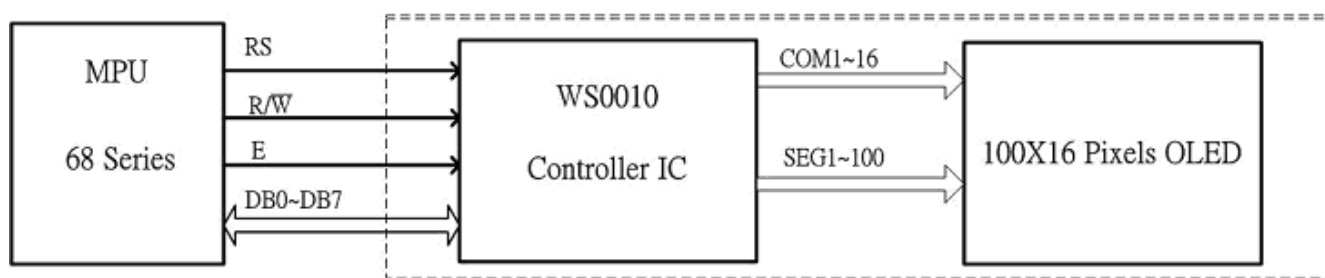 MPU
68 Series
RS
R/W̅
E
DB0~DB7
WS0010
Controller IC
COM1~16
SEG1~100
100X16 Pixels OLED